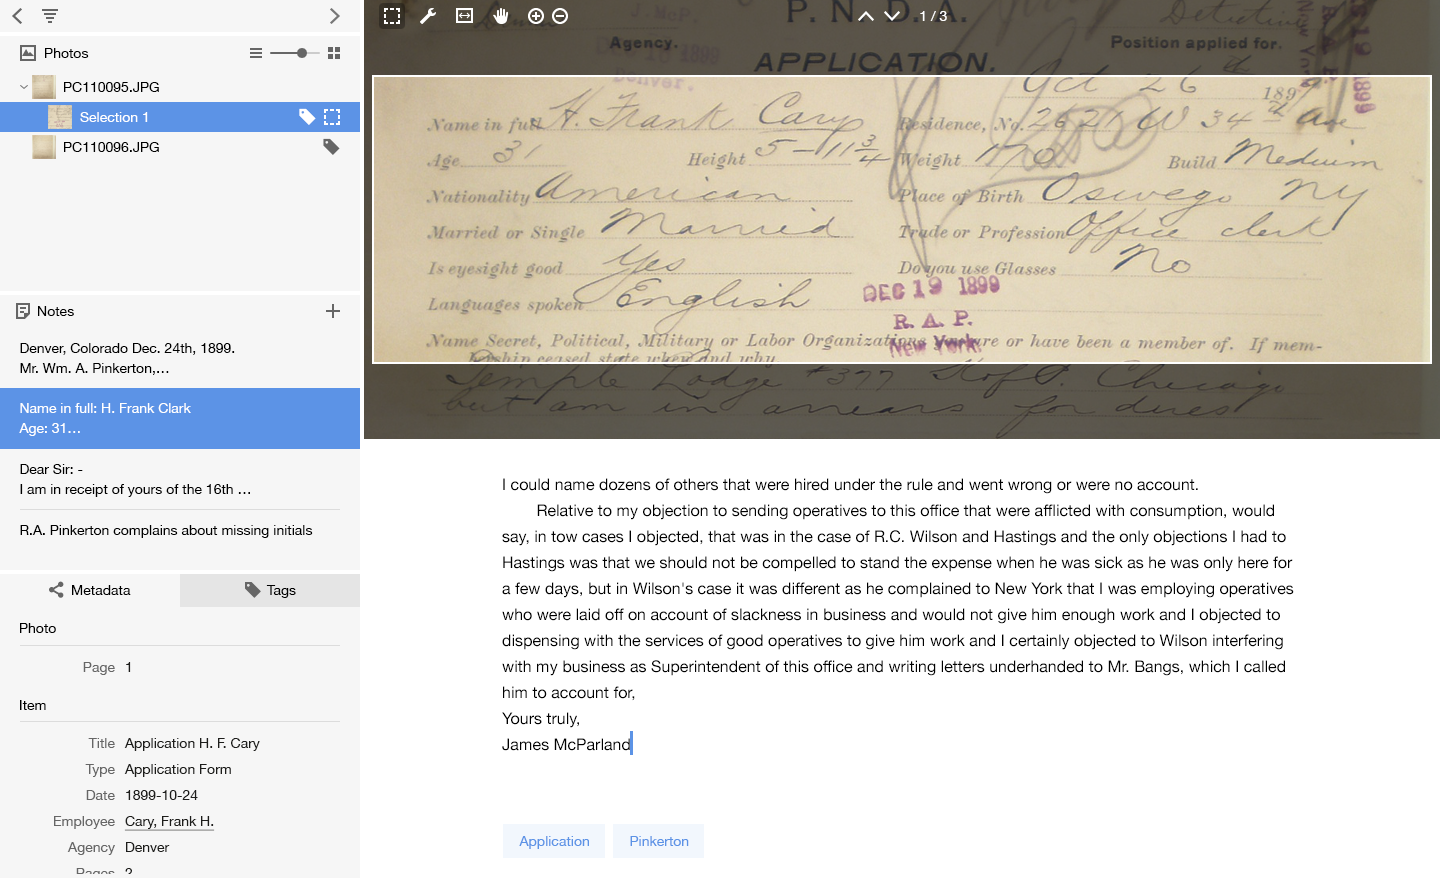 Photos
PC110095.JPG
Selection 1
PC110096.JPG
Notes
Denver, Colorado Dec. 24th, 1899.
Mr. Wm. A. Pinkerton,…
Name in full: H. Frank Clark
Age: 31…
Dear Sir: -
I am in receipt of yours of the 16th …
R.A. Pinkerton complains about missing initials
Metadata
Tags
Photo
Page 1
Item
Title Application H. F. Cary
Type Application Form
Date 1899-10-24
Employee Cary, Frank H.
Agency Denver
Pages 2
1 / 3
J. McP.
P. N. D. A.
Detective
Agency.
Position applied for.
1899
Denver.
APPLICATION.
New York
DEC 19 1899
Oct 26th 1899
Name in full H. Frank Cary Residence, No. 2621 W 34th Ave
Age 31 Height 5-11 3/4 Weight 170 Build Medium
Nationality American Place of Birth Oswego NY
Married or Single Married Trade or Profession Office clerk
Is eyesight good Yes Do you use Glasses No
Languages spoken English
DEC 19 1899
R. A. P.
New York.
Name Secret, Political, Military or Labor Organizations you are or have been a member of. If mem-
bership ceased state when and why
Temple Lodge #377 K of P. Chicago
but am in arrears for dues
I could name dozens of others that were hired under the rule and went wrong or were no account.
Relative to my objection to sending operatives to this office that were afflicted with consumption, would
say, in tow cases I objected, that was in the case of R.C. Wilson and Hastings and the only objections I had to
Hastings was that we should not be compelled to stand the expense when he was sick as he was only here for
a few days, but in Wilson's case it was different as he complained to New York that I was employing operatives
who were laid off on account of slackness in business and would not give him enough work and I objected to
dispensing with the services of good operatives to give him work and I certainly objected to Wilson interfering
with my business as Superintendent of this office and writing letters underhanded to Mr. Bangs, which I called
him to account for,
Yours truly,
James McParland
Application
Pinkerton